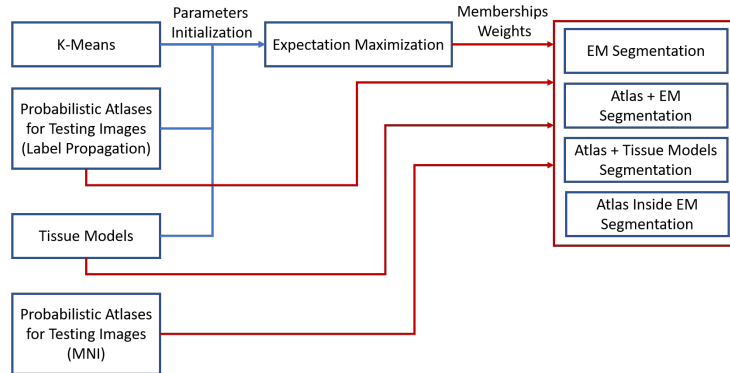 Parameters
Initialization
Memberships
Weights
K-Means
Expectation Maximization
EM Segmentation
Probabilistic Atlases
for Testing Images
(Label Propagation)
Atlas + EM
Segmentation
Atlas + Tissue Models
Segmentation
Tissue Models
Atlas Inside EM
Segmentation
Probabilistic Atlases
for Testing Images
(MNI)